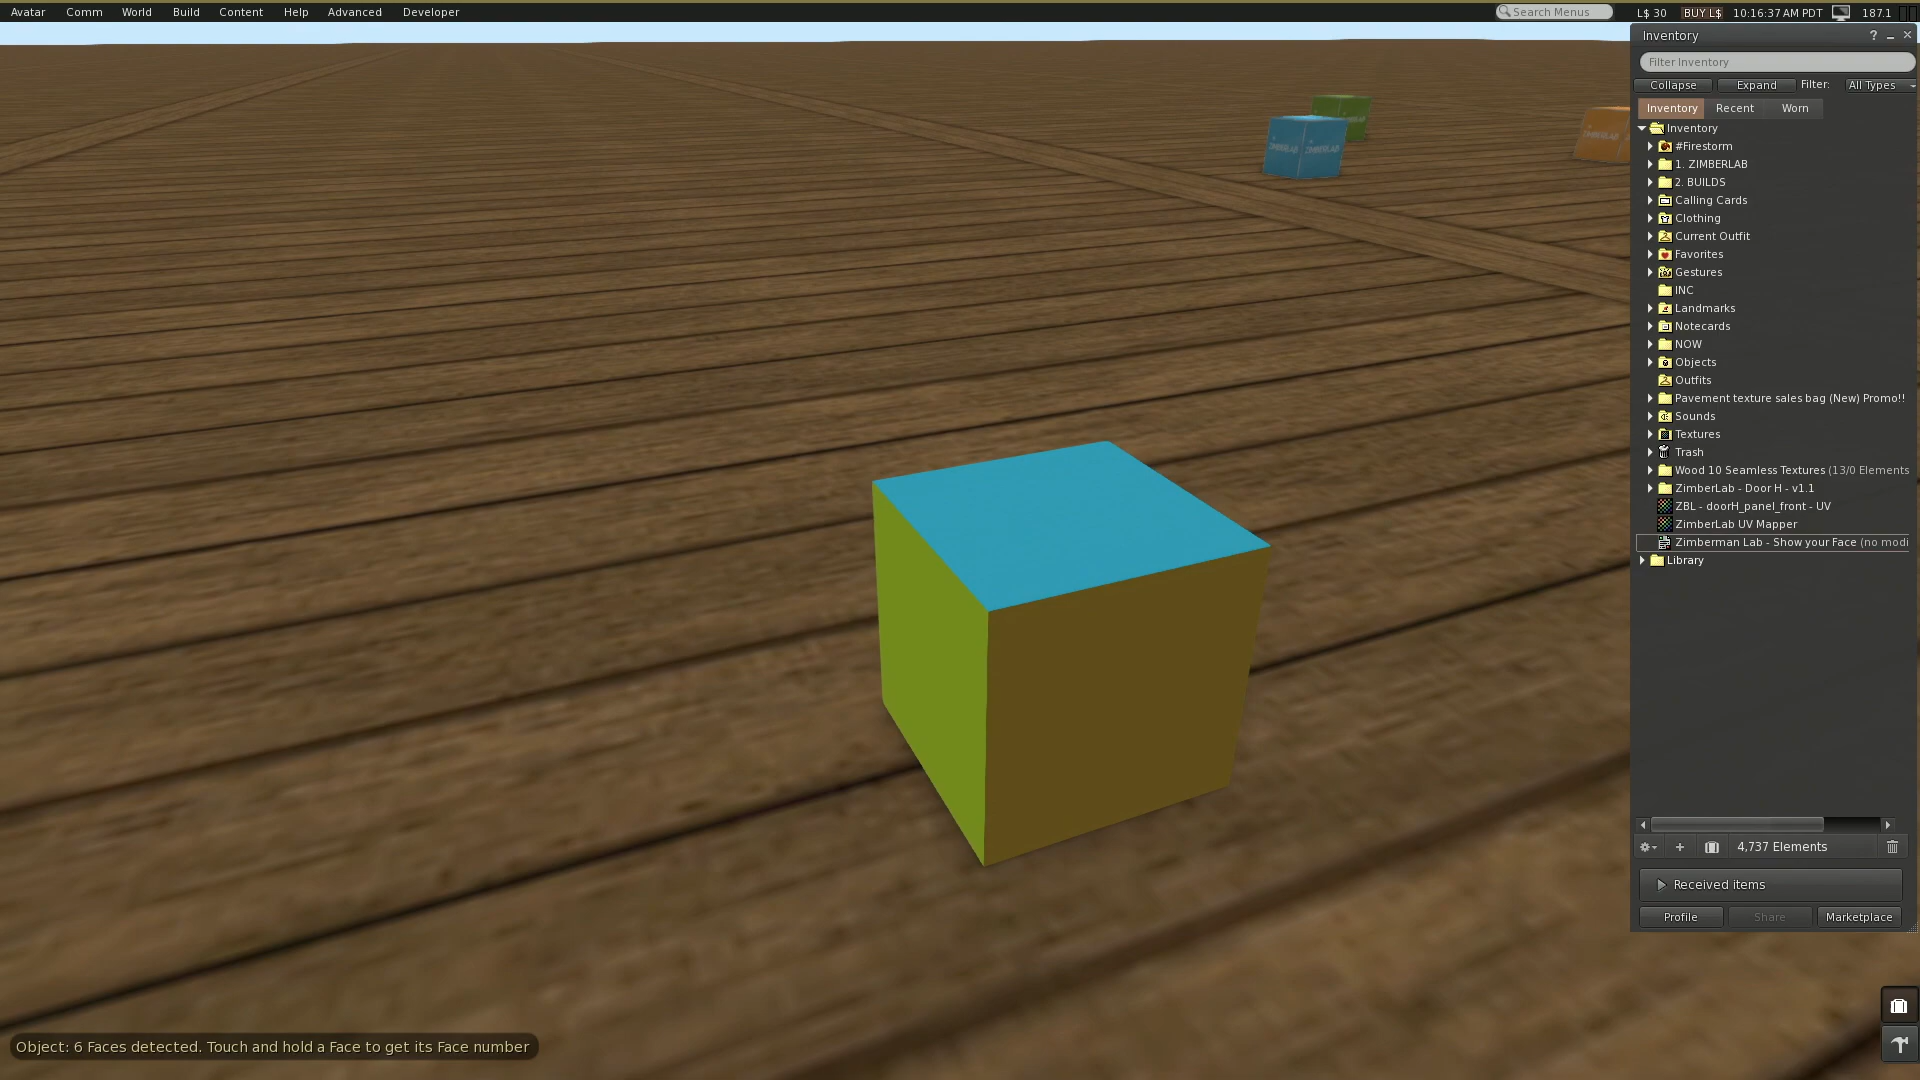 Avatar Comm World Build Content Help Advanced Developer Search Menus L$ 30 BUY L$ 10:16:37 AM PDT 187.1
Inventory ?
Filter Inventory
Collapse Expand Filter: All Types
Inventory Recent Worn
Inventory
#Firestorm
1. ZIMBERLAB
2. BUILDS
Calling Cards
Clothing
Current Outfit
Favorites
Gestures
INC
Landmarks
Notecards
NOW
Objects
Outfits
Pavement texture sales bag (New) Promo!!
Sounds
Textures
Trash
Wood 10 Seamless Textures (13/0 Elements
ZimberLab - Door H - v1.1
ZBL - doorH_panel_front - UV
ZimberLab UV Mapper
Zimberman Lab - Show your Face (no modi
Library
4,737 Elements
Received items
Profile Share Marketplace
ZIMBERLAB ZIMBERLAB
ZIMBERLAB
Object: 6 Faces detected. Touch and hold a Face to get its Face number